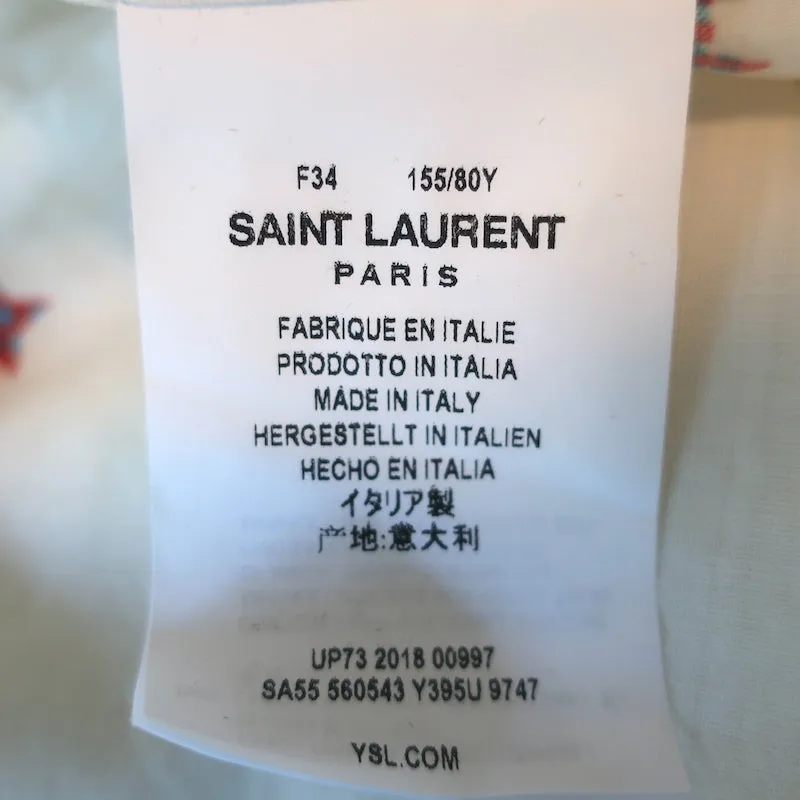 F34 155/80Y
SAINT LAURENT
PARIS
FABRIQUE EN ITALIE
PRODOTTO IN ITALIA
MADE IN ITALY
HERGESTELLT IN ITALIEN
HECHO EN ITALIA
イタリア製
产地:意大利
UP73 2018 00997
SA55 560543 Y395U 9747
YSL.COM